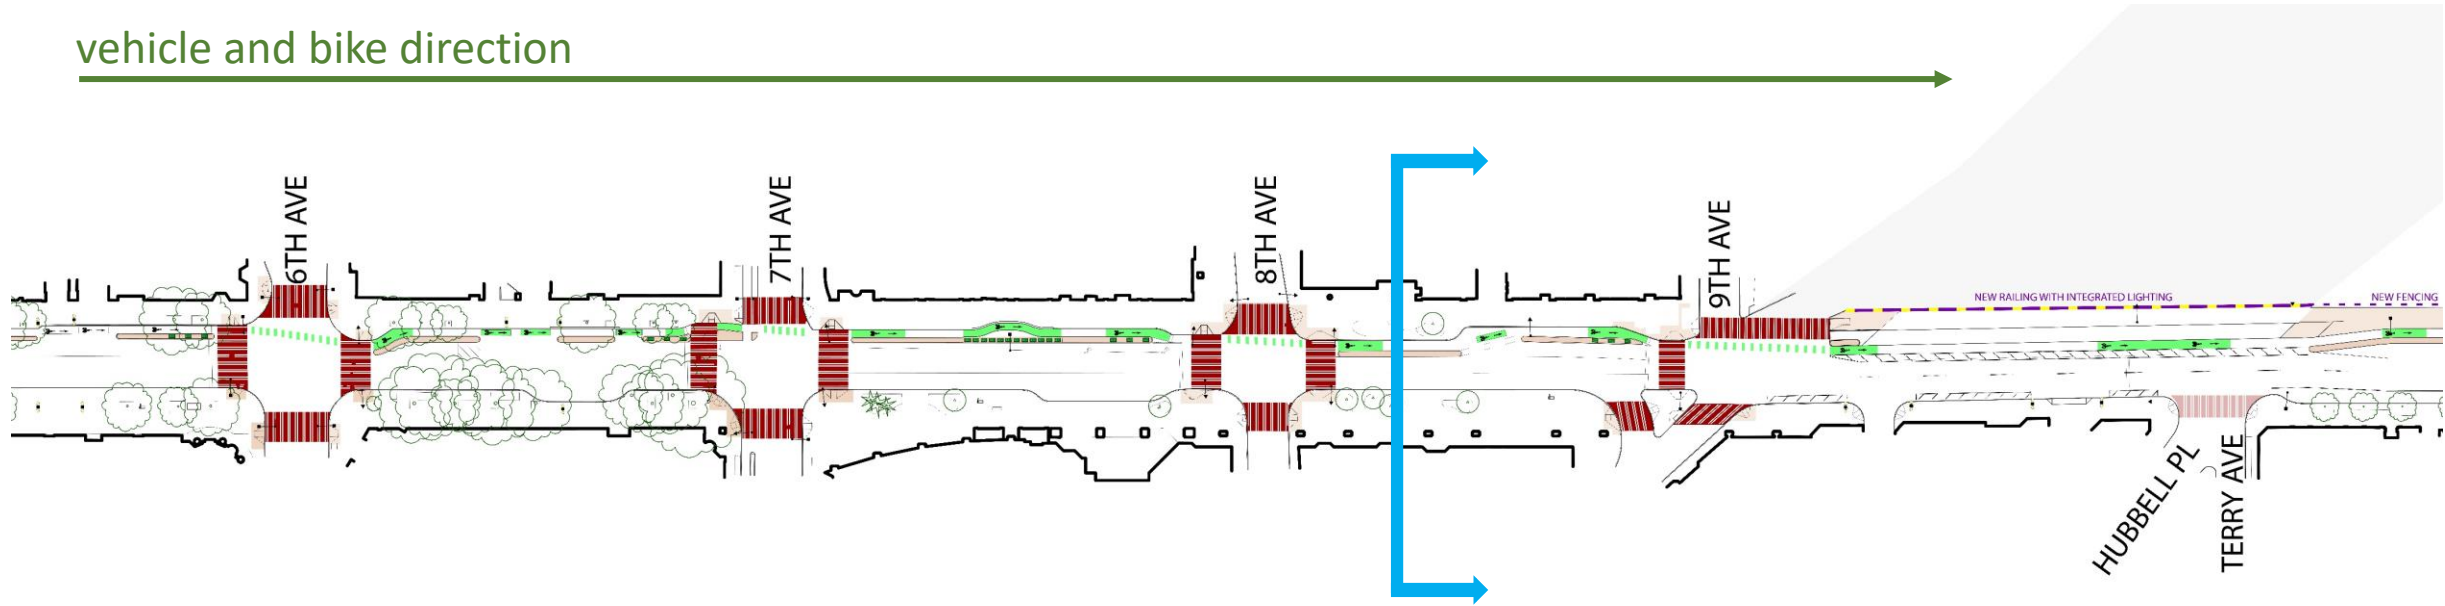 vehicle and bike direction
6TH AVE
7TH AVE
8TH AVE
9TH AVE
NEW RAILING WITH INTEGRATED LIGHTING
NEW FENCING
HUBBELL PL
TERRY AVE